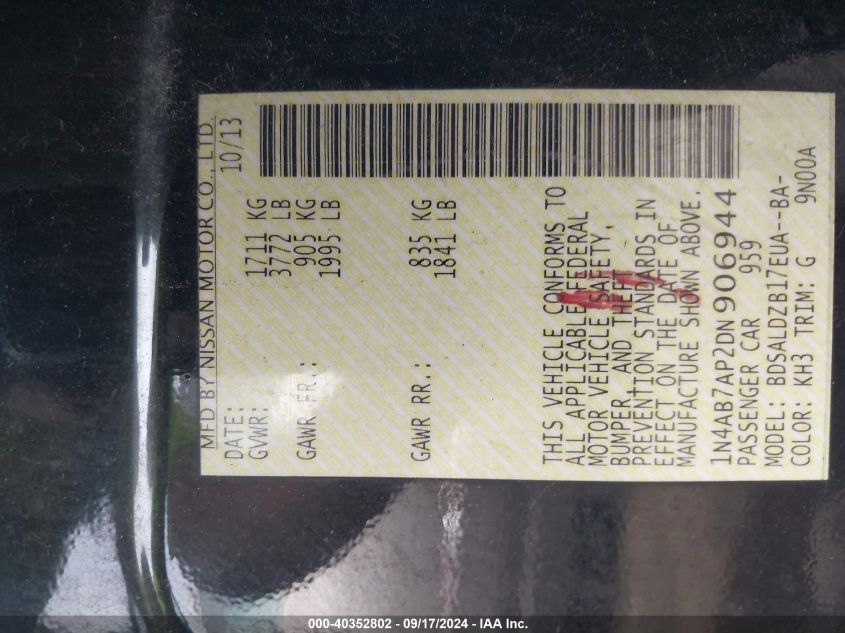 MFD BY NISSAN MOTOR CO., LTD.
DATE: 10/13
GVWR: 1711 KG
3772 LB
GAWR FR.: 905 KG
1995 LB
GAWR RR.: 835 KG
1841 LB
THIS VEHICLE CONFORMS TO
ALL APPLICABLE FEDERAL
MOTOR VEHICLE SAFETY,
BUMPER, AND THEFT
PREVENTION STANDARDS IN
EFFECT ON THE DATE OF
MANUFACTURE SHOWN ABOVE.
1N4AB7AP2DN906944
PASSENGER CAR 959
MODEL: BDSALDZB17EUA--BA-
COLOR: KH3 TRIM: G 9N00A
000-40352802 - 09/17/2024 - IAA Inc.